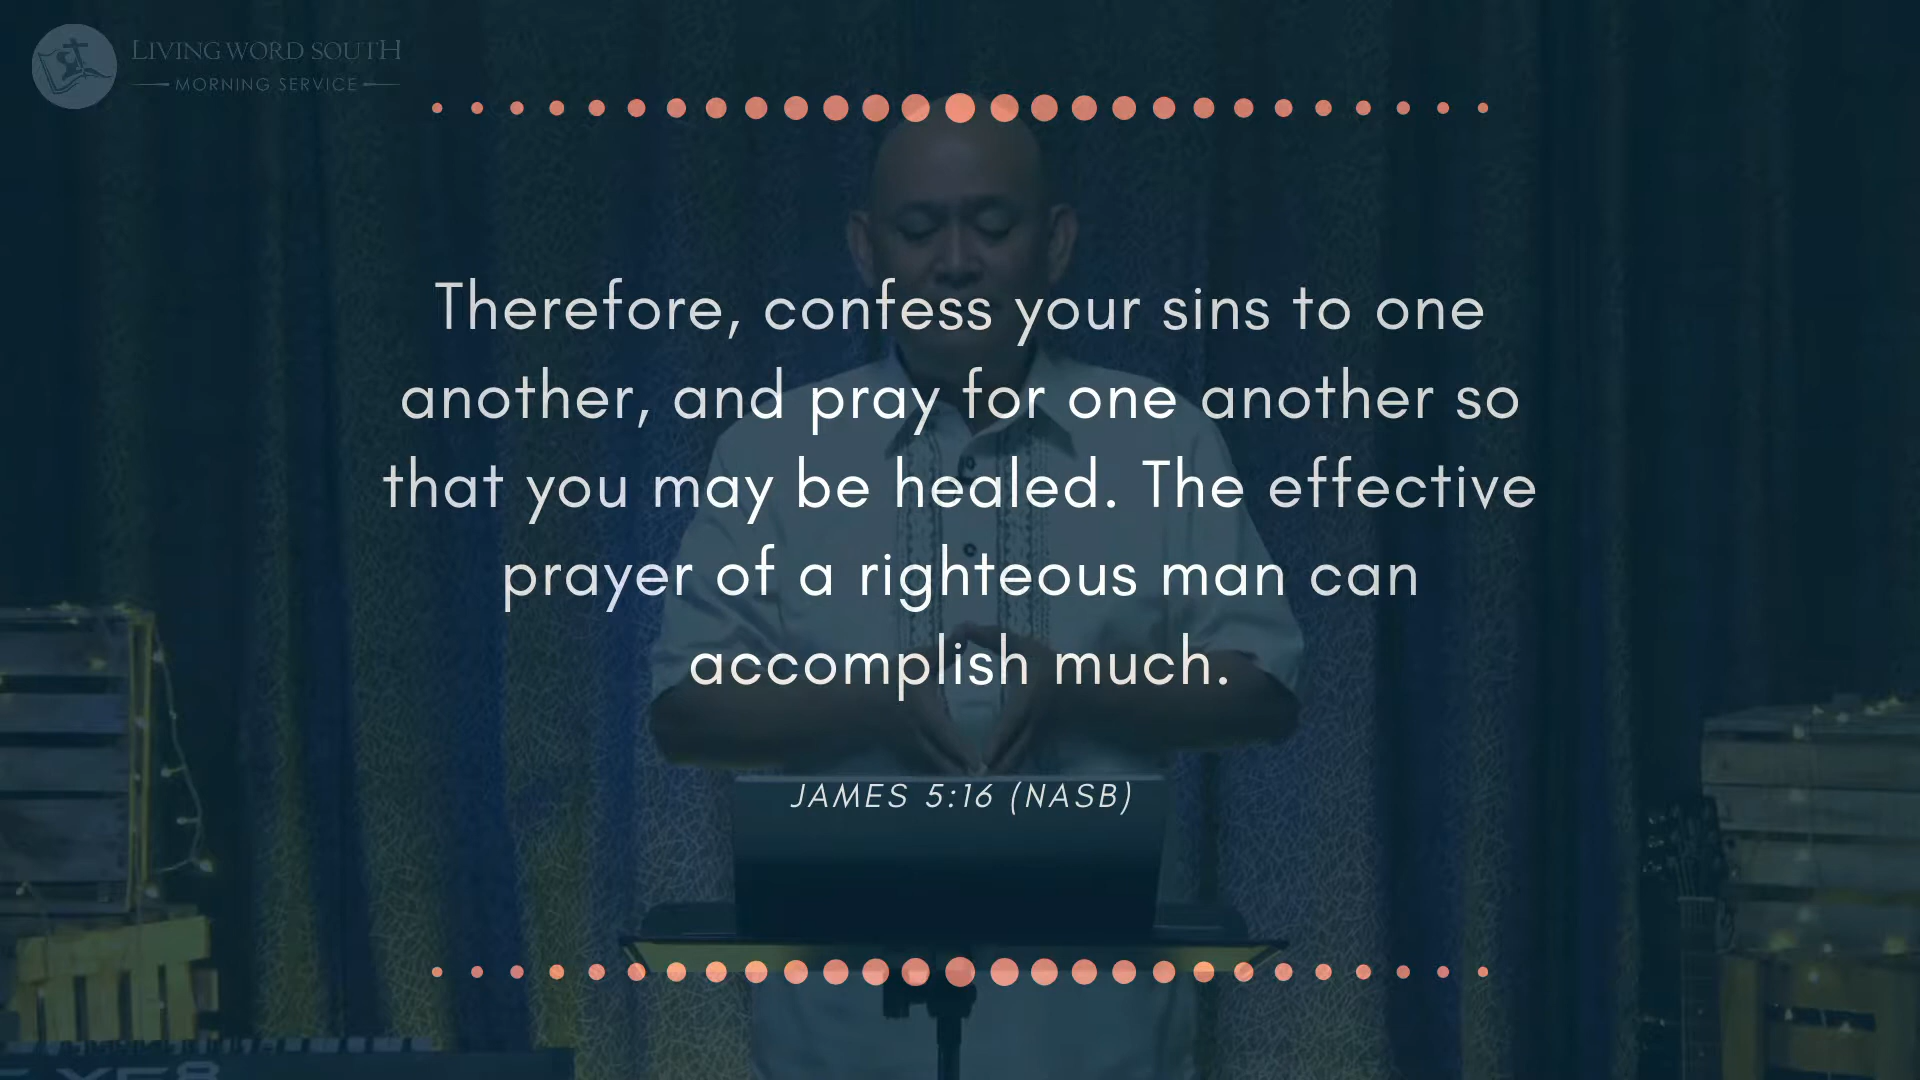 LIVING WORD SOUTH
MORNING SERVICE
Therefore, confess your sins to one
another, and pray for one another so
that you may be healed. The effective
prayer of a righteous man can
accomplish much.
JAMES 5:16 (NASB)